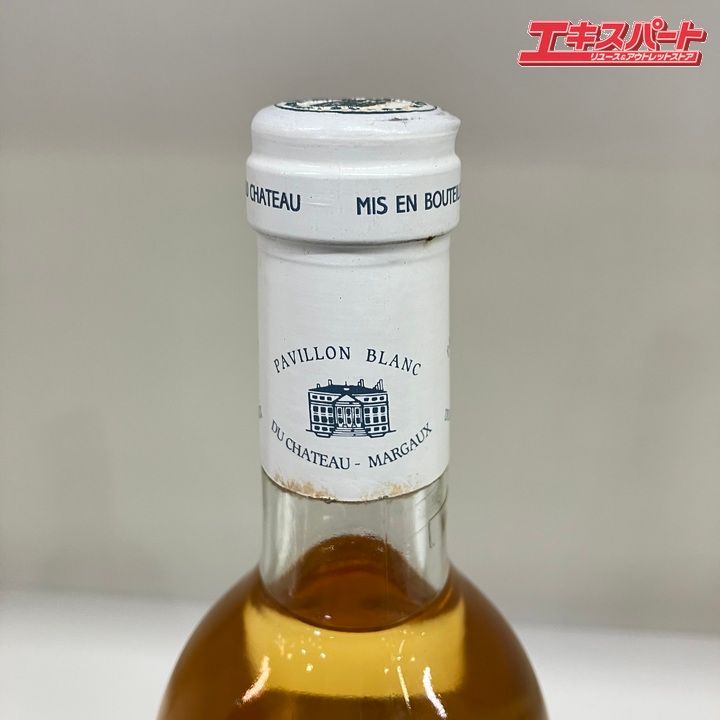 エキスパート
リユース&アウトレットストア
U CHATEAU MIS EN BOUTEIL
PAVILLON BLANC
DU CHATEAU - MARGAUX